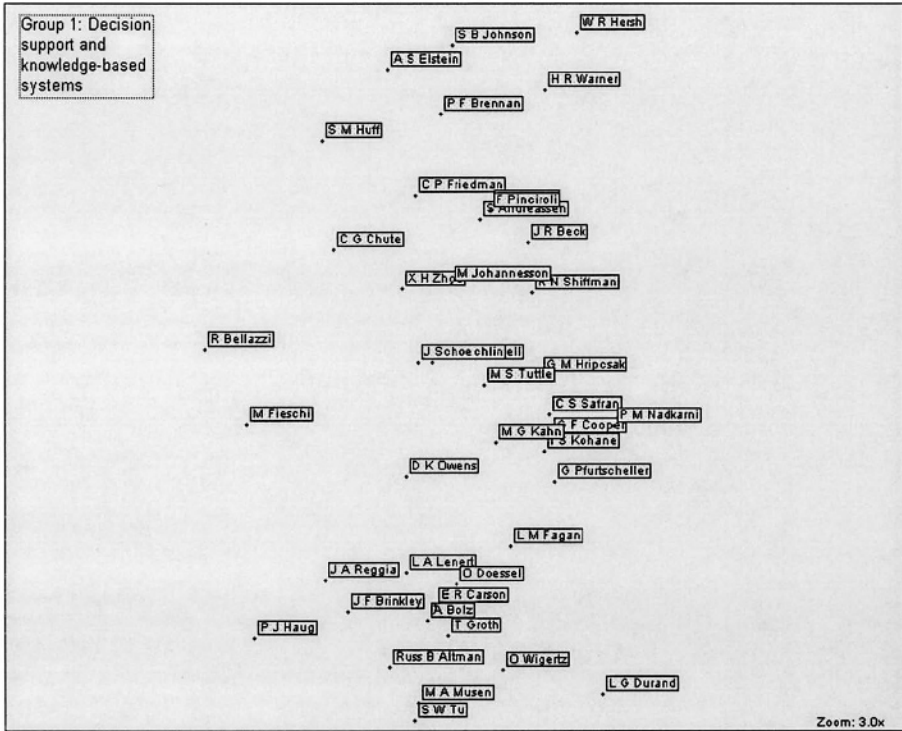 Group 1: Decision
support and
knowledge-based
systems
W R Hersh
S B Johnson
A S Elstein
H R Warner
P F Brennan
S M Huff
C P Friedman
F Pinciroli
S Andreassen
J R Beck
C G Chute
M Johannesson
X H
R N Shiffman
R Bellazzi
J Schoechlin
G M Hripcsak
M S Tuttle
C S Safran
P M Nadkarni
M Fieschi
G F Cooper
M G Kahn
I S Kohane
D K Owens
G Pfurtscheller
L M Fagan
L A Lenert
J A Reggia
O Doessel
E R Carson
J F Brinkley
A Bolz
T Groth
P J Haug
Russ B Altman
O Wigertz
L G Durand
M A Musen
S W Tu
Zoom: 3.0x